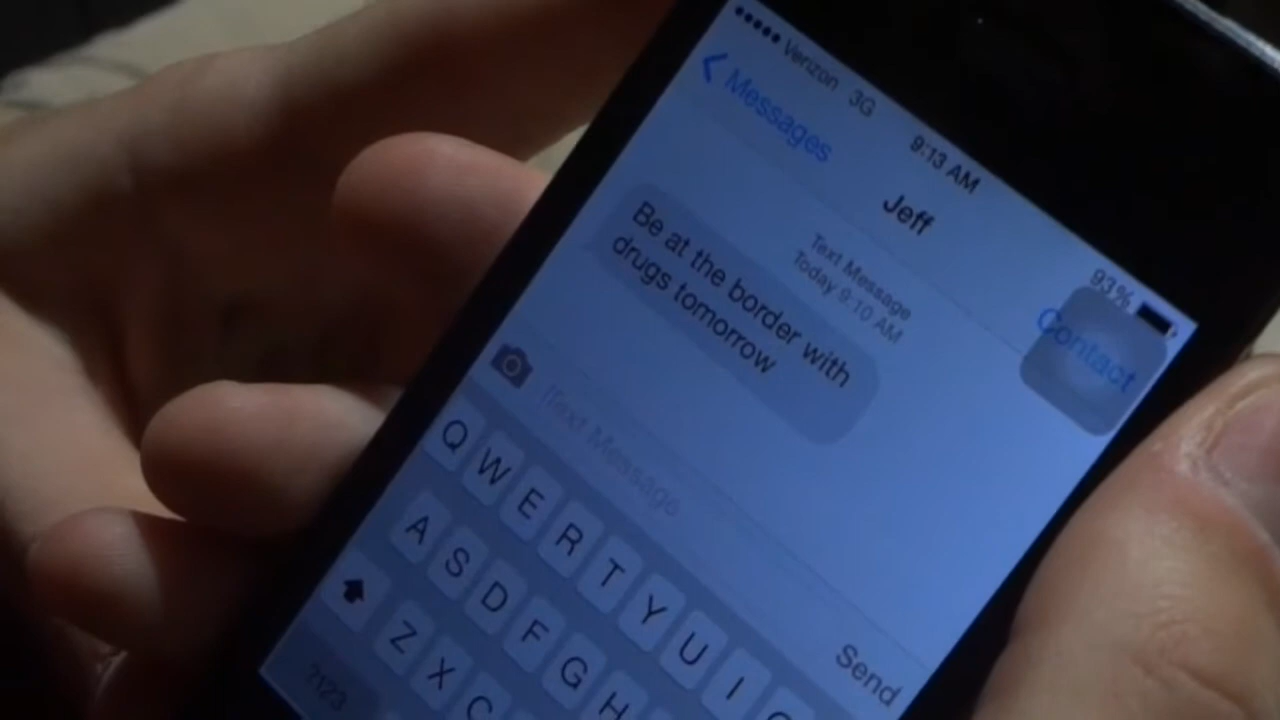 Verizon 3G
9:13 AM
93%
Messages
Jeff
Contact
Text Message
Today 9:10 AM
Be at the border with
drugs tomorrow
Text Message
Send
Q W E R T Y U I
A S D F G H
Z X C
?123